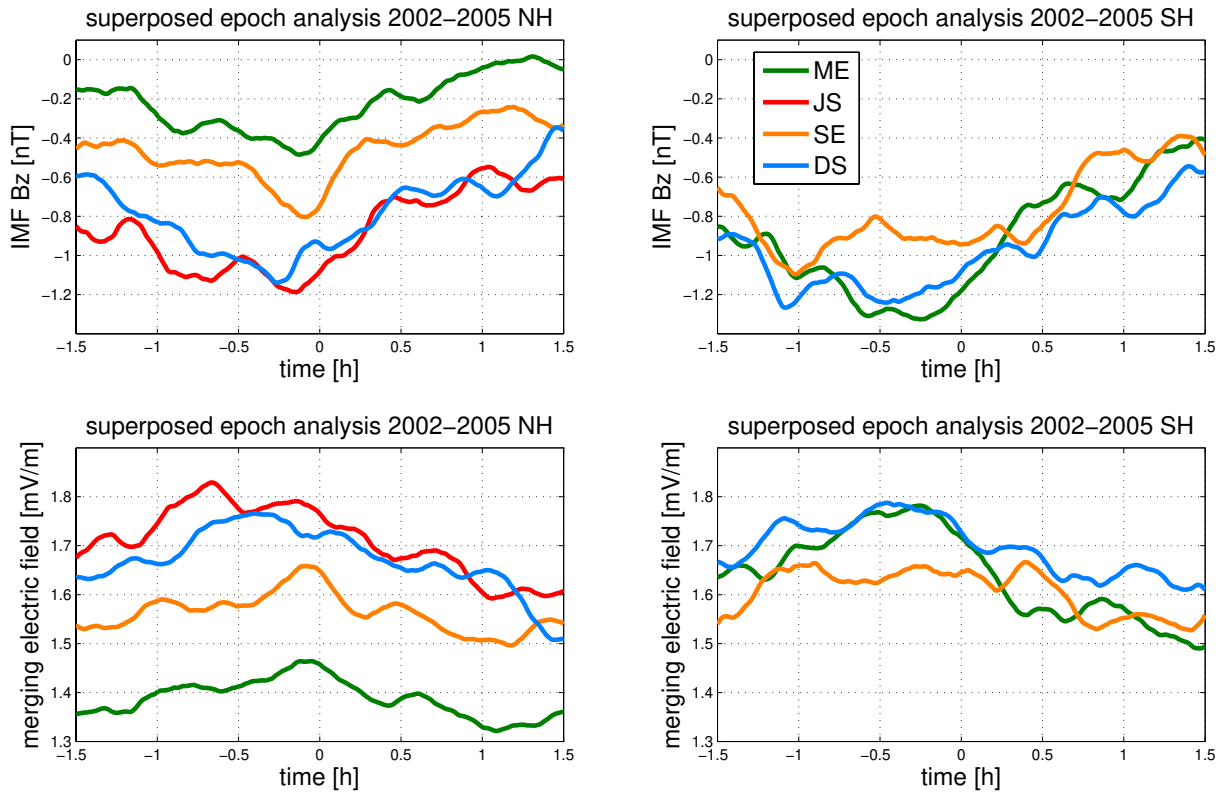 superposed epoch analysis 2002−2005 NH
IMF Bz [nT]
0
−0.2
−0.4
−0.6
−0.8
−1
−1.2
−1.5 −1 −0.5 0 0.5 1 1.5
time [h]
superposed epoch analysis 2002−2005 SH
IMF Bz [nT]
0
−0.2
−0.4
−0.6
−0.8
−1
−1.2
ME
JS
SE
DS
−1.5 −1 −0.5 0 0.5 1 1.5
time [h]
superposed epoch analysis 2002−2005 NH
merging electric field [mV/m]
1.8
1.7
1.6
1.5
1.4
1.3
−1.5 −1 −0.5 0 0.5 1 1.5
time [h]
superposed epoch analysis 2002−2005 SH
merging electric field [mV/m]
1.8
1.7
1.6
1.5
1.4
1.3
−1.5 −1 −0.5 0 0.5 1 1.5
time [h]